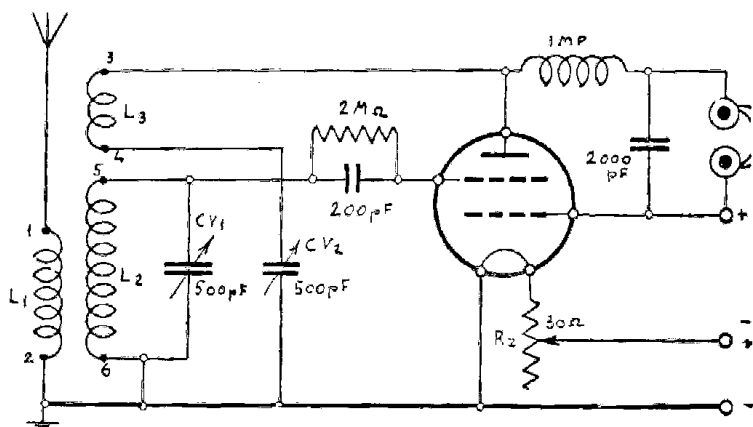 1MP
3
L3
2MΩ
4
5
2000
pF
200pF
CV1
CV2
+
1
L1
L2
500pF
500pF
30Ω
R2
-
+
2
6
-